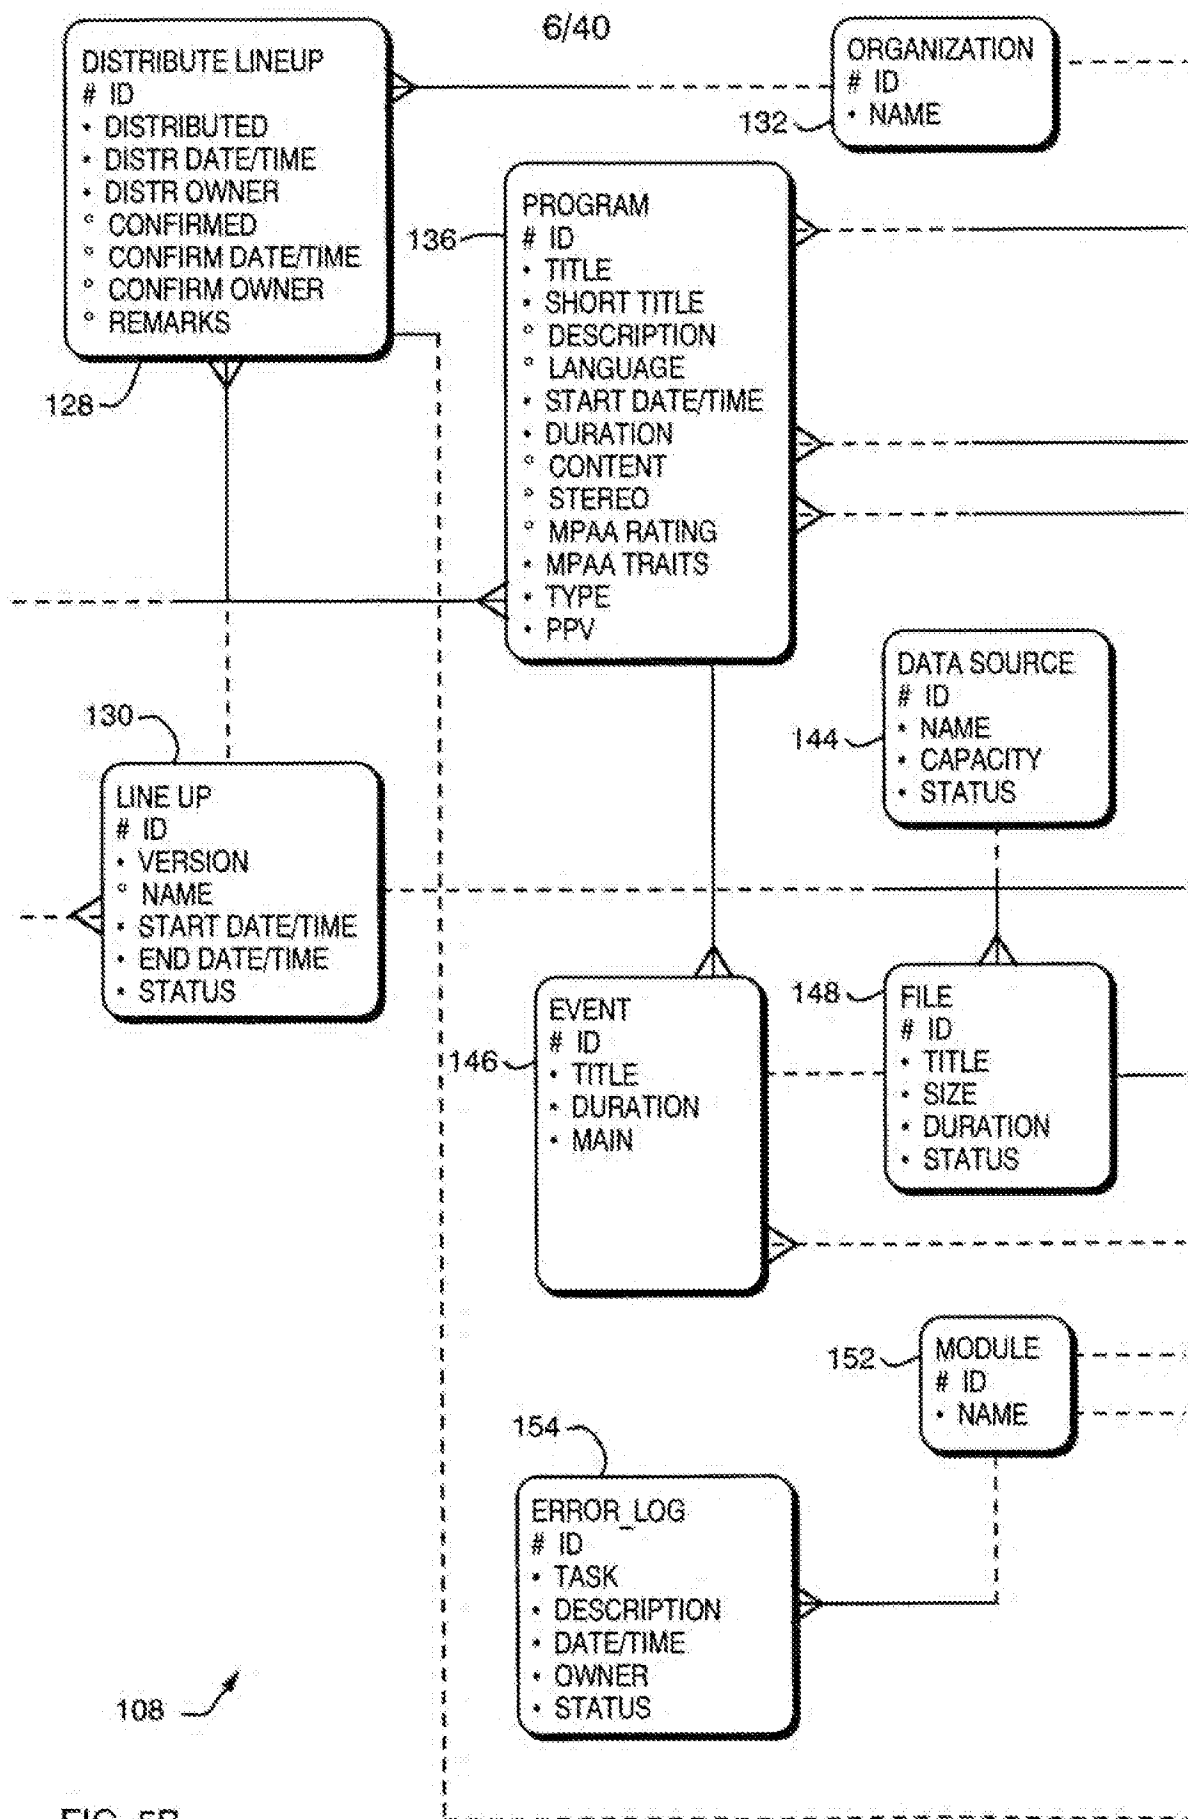 6/40
DISTRIBUTE LINEUP
# ID
• DISTRIBUTED
• DISTR DATE/TIME
• DISTR OWNER
° CONFIRMED
° CONFIRM DATE/TIME
° CONFIRM OWNER
° REMARKS
128
ORGANIZATION
# ID
• NAME
132
PROGRAM
# ID
• TITLE
• SHORT TITLE
° DESCRIPTION
° LANGUAGE
• START DATE/TIME
• DURATION
° CONTENT
° STEREO
° MPAA RATING
• MPAA TRAITS
• TYPE
• PPV
136
130
LINE UP
# ID
• VERSION
° NAME
• START DATE/TIME
• END DATE/TIME
• STATUS
DATA SOURCE
# ID
• NAME
• CAPACITY
• STATUS
144
EVENT
# ID
• TITLE
• DURATION
• MAIN
146
148
FILE
# ID
• TITLE
• SIZE
• DURATION
• STATUS
152
MODULE
# ID
• NAME
154
ERROR_LOG
# ID
• TASK
• DESCRIPTION
• DATE/TIME
• OWNER
• STATUS
108
FIG. 5B